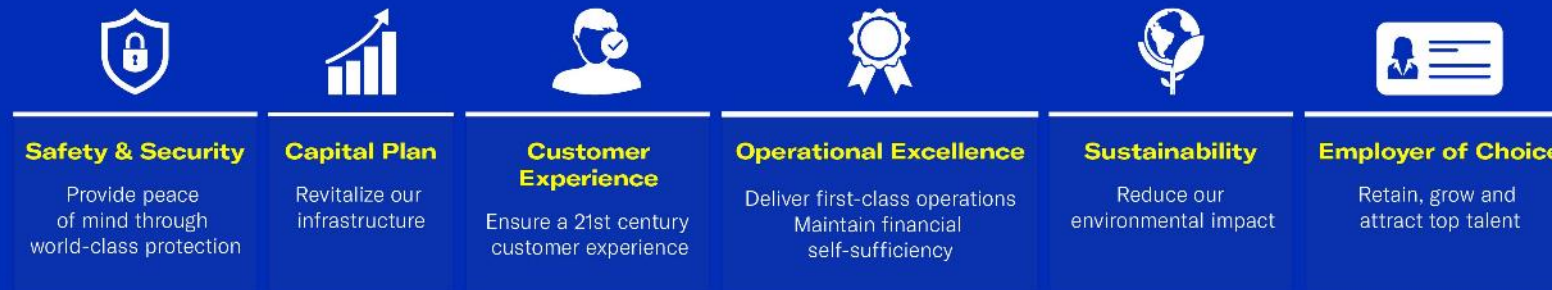 Safety & Security
Provide peace
of mind through
world-class protection
Capital Plan
Revitalize our
infrastructure
Customer
Experience
Ensure a 21st century
customer experience
Operational Excellence
Deliver first-class operations
Maintain financial
self-sufficiency
Sustainability
Reduce our
environmental impact
Employer of Choice
Retain, grow and
attract top talent